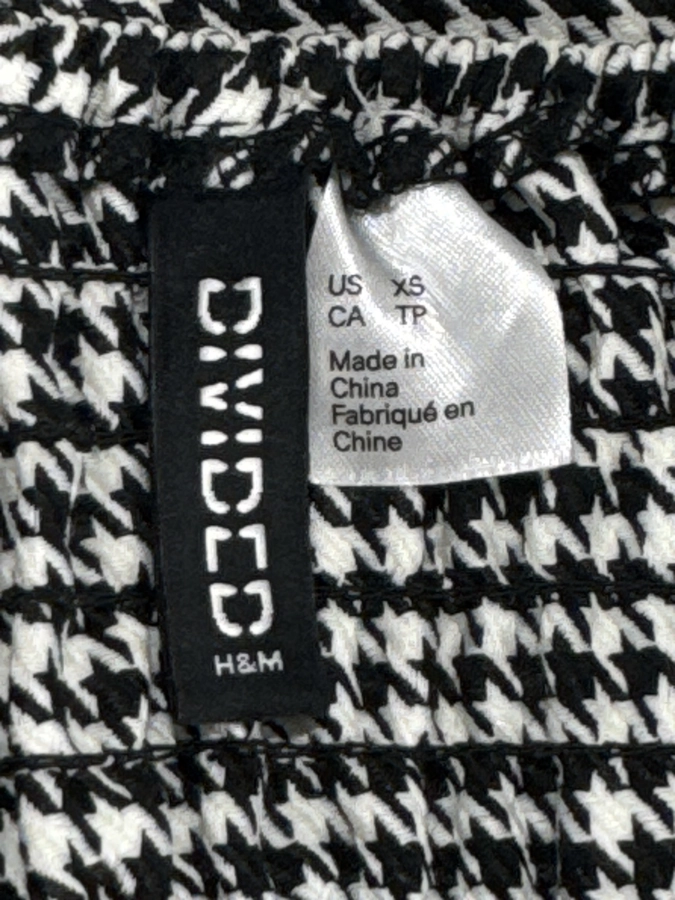 DIVIDED
H&M
US XS
CA TP
Made in
China
Fabriqué en
Chine